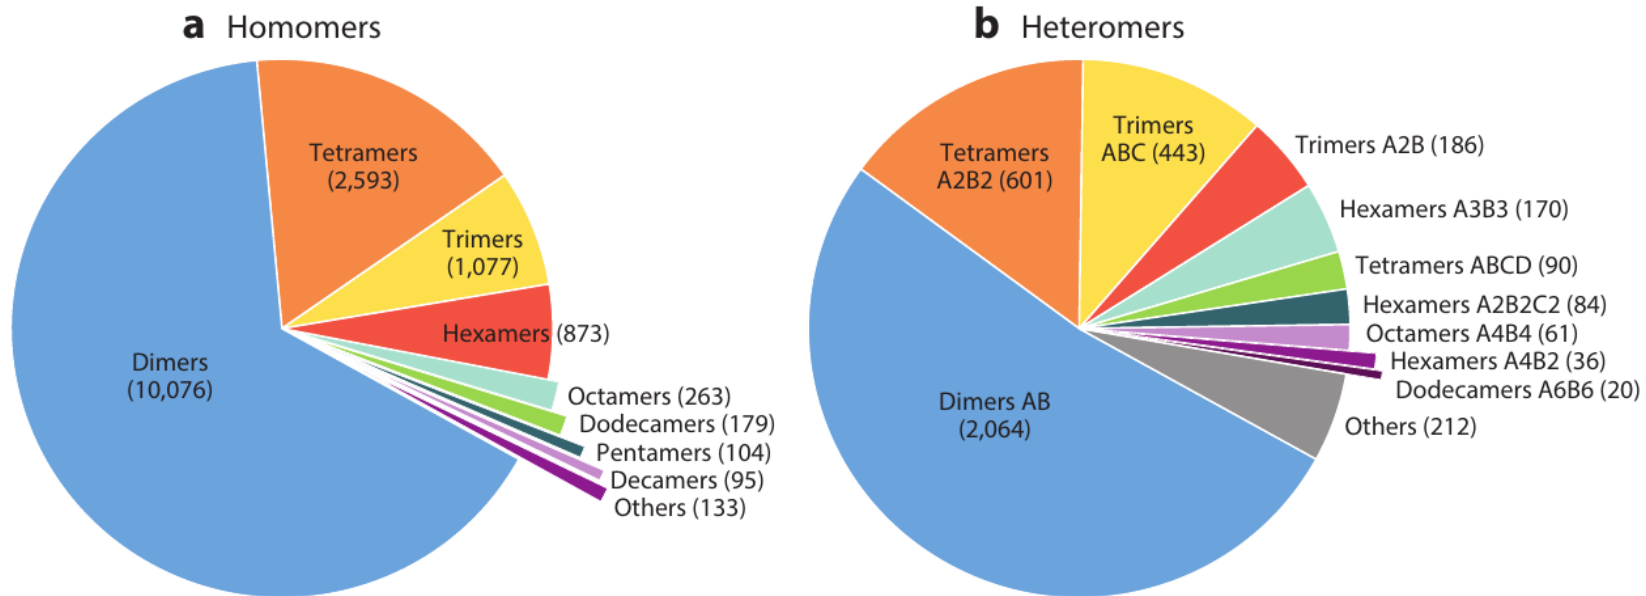 a Homomers
Tetramers
(2,593)
Trimers
(1,077)
Hexamers (873)
Dimers
(10,076)
Octamers (263)
Dodecamers (179)
Pentamers (104)
Decamers (95)
Others (133)
b Heteromers
Tetramers
A2B2 (601)
Trimers
ABC (443)
Trimers A2B (186)
Hexamers A3B3 (170)
Tetramers ABCD (90)
Hexamers A2B2C2 (84)
Octamers A4B4 (61)
Hexamers A4B2 (36)
Dodecamers A6B6 (20)
Dimers AB
(2,064)
Others (212)